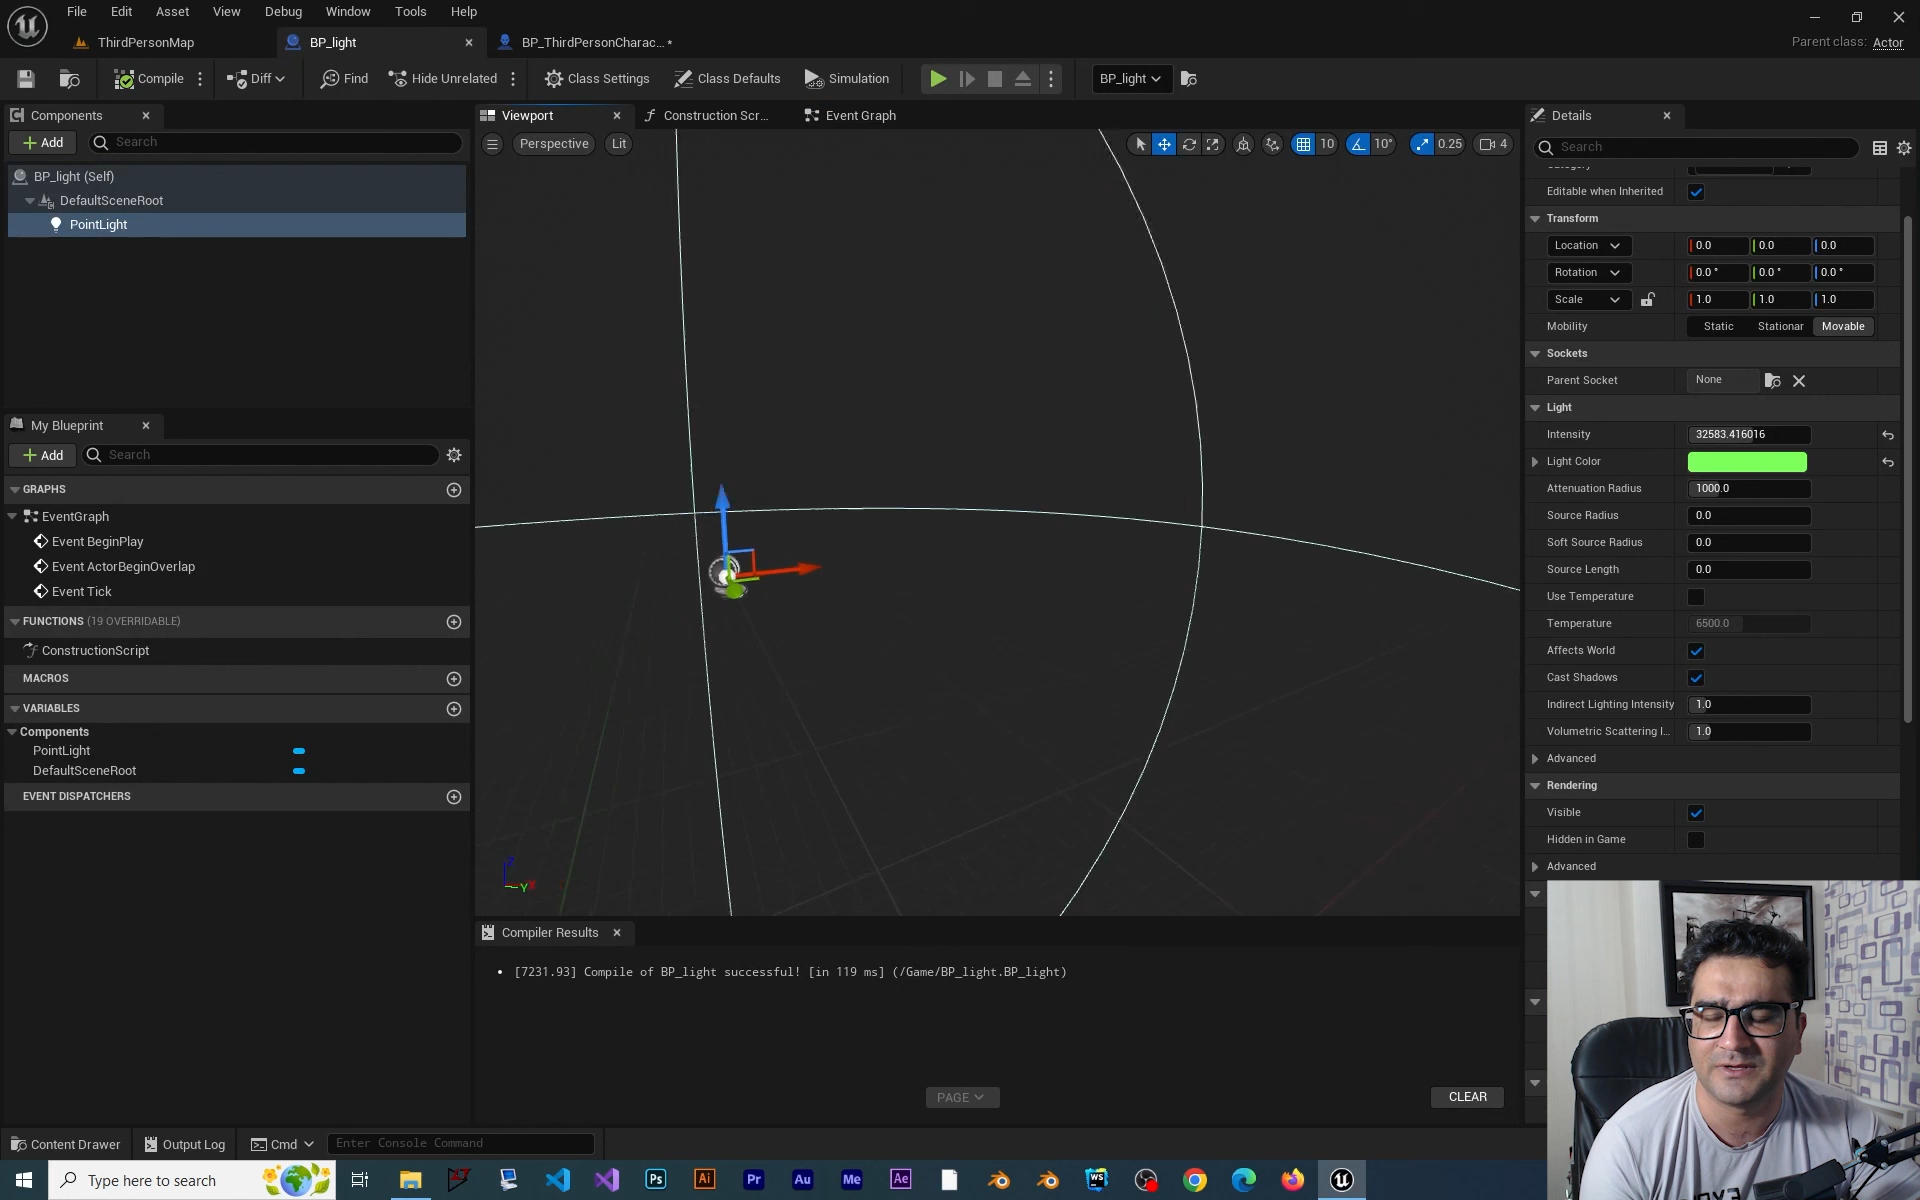 File Edit Asset View Debug Window Tools Help
ThirdPersonMap BP_light BP_ThirdPersonCharac... * Parent class: Actor
Compile Diff Find Hide Unrelated Class Settings Class Defaults Simulation BP_light
Components
Add Search
BP_light (Self)
DefaultSceneRoot
PointLight
My Blueprint
Add Search
GRAPHS
EventGraph
Event BeginPlay
Event ActorBeginOverlap
Event Tick
FUNCTIONS (19 OVERRIDABLE)
ConstructionScript
MACROS
VARIABLES
Components
PointLight
DefaultSceneRoot
EVENT DISPATCHERS
Viewport Construction Scr... Event Graph
Perspective Lit 10 10° 0.25 4
Z
Y X
Compiler Results
[7231.93] Compile of BP_light successful! [in 119 ms] (/Game/BP_light.BP_light)
PAGE CLEAR
Details
Search
Editable when Inherited
Transform
Location 0.0 0.0 0.0
Rotation 0.0 ° 0.0 ° 0.0 °
Scale 1.0 1.0 1.0
Mobility Static Stationar Movable
Sockets
Parent Socket None
Light
Intensity 32583.416016
Light Color
Attenuation Radius 1000.0
Source Radius 0.0
Soft Source Radius 0.0
Source Length 0.0
Use Temperature
Temperature 6500.0
Affects World
Cast Shadows
Indirect Lighting Intensity 1.0
Volumetric Scattering I... 1.0
Advanced
Rendering
Visible
Hidden in Game
Advanced
Content Drawer Output Log Cmd Enter Console Command
Type here to search Ps Ai Pr Au Me Ae WS